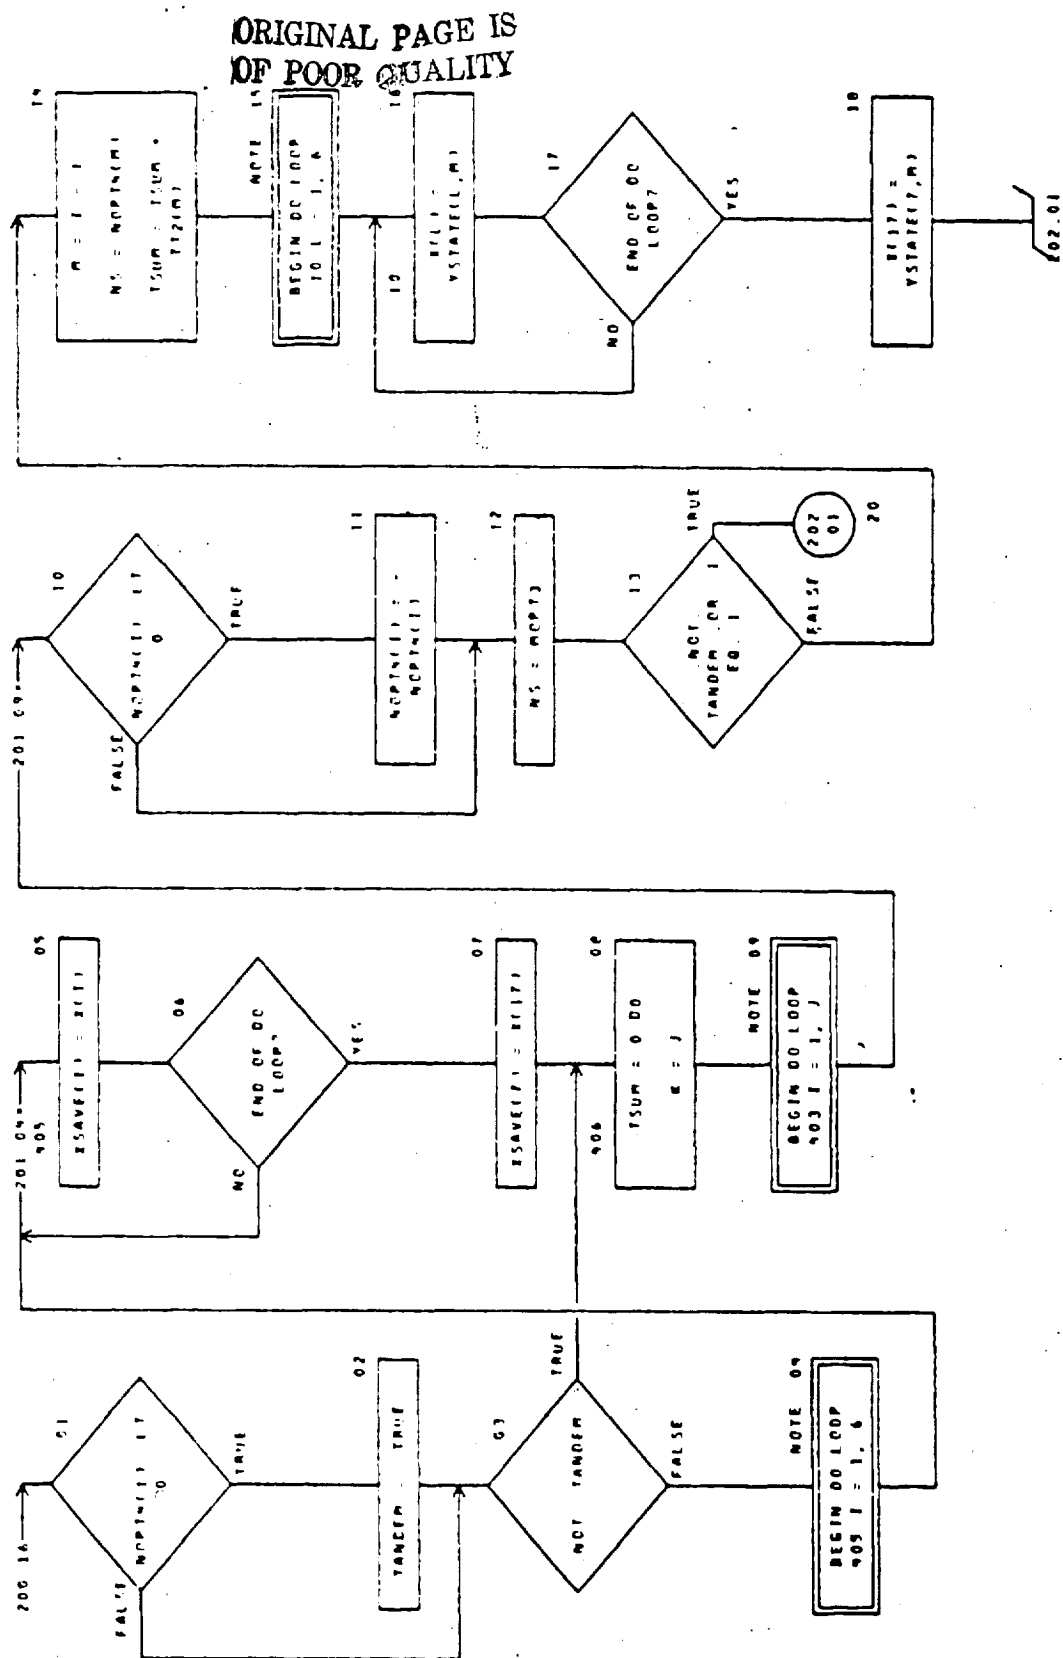 ORIGINAL PAGE IS
OF POOR QUALITY
200 16
01
NOPTN(1) LT
0
FALSE
TRUE
02
TANDEM TRUE
03
NOT TANDEM
TRUE
FALSE
NOTE 04
BEGIN DO LOOP
405 I = 1, 6
201 04
405
05
XSAVE(I) = X(I)
06
END OF DO
LOOP?
NO
YES
07
XSAVE(7) = X(17)
406
08
TSUM = 0 D0
K = J
NOTE 09
BEGIN DO LOOP
403 I = 1, J
201 09
10
NOPTN(I) LT
0
FALSE
TRUE
11
NOPTN(I) = -
NOPTN(I)
12
NS = MOPT3
13
NOT
TANDEM .OR. I
EQ. 1
TRUE
202
01
20
FALSE
14
M = I - 1
NS = NOPTN(M)
TSUM = TSUM +
T12(M)
NOTE 15
BEGIN DO LOOP
10 L = 1, 6
10
16
X(L) =
YSTATE(L,M)
17
END OF DO
LOOP?
NO
YES
18
X(17) =
YSTATE(7,M)
202.01